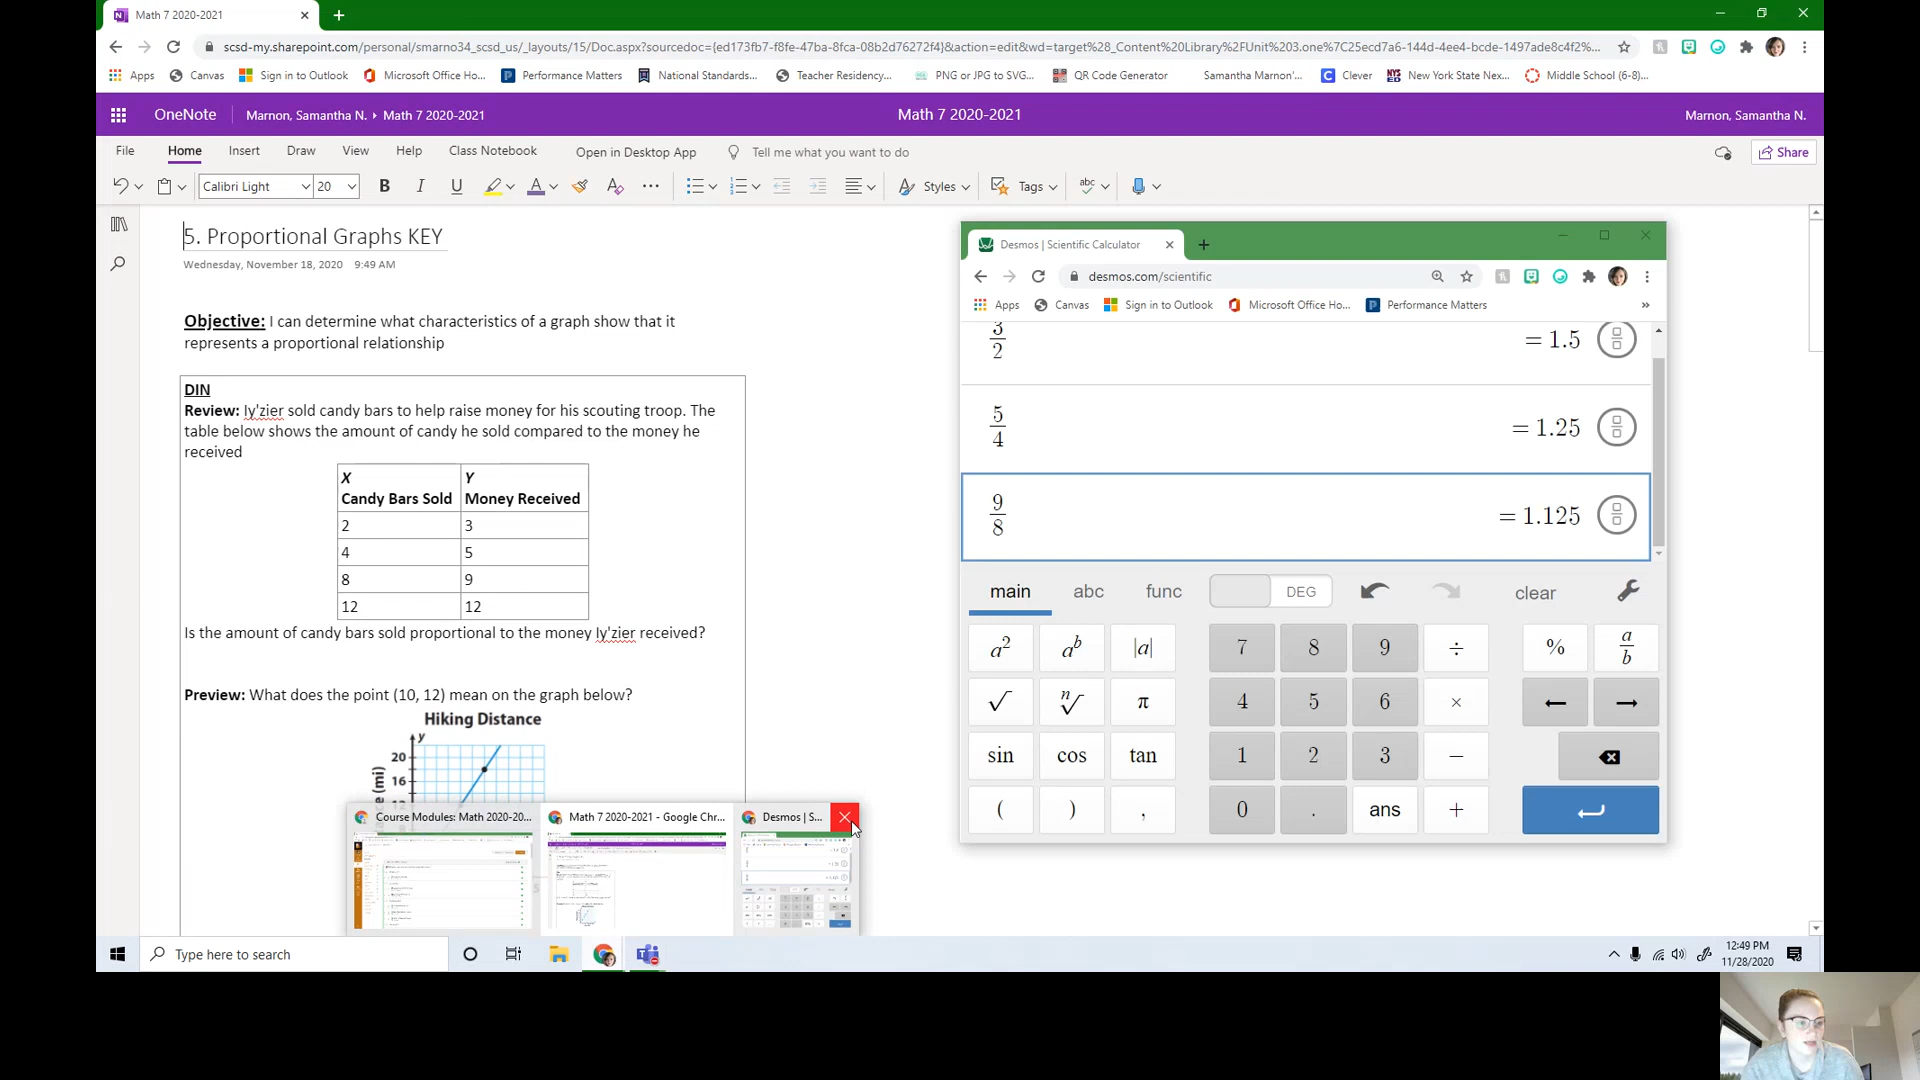 Math 7 2020-2021
scsd-my.sharepoint.com/personal/smarno34_scsd_us/_layouts/15/Doc.aspx?sourcedoc={ed173fb7-f8fe-47ba-8fca-08b2d76272f4}&action=edit&wd=target%28_Content%20Library%2FUnit%203.one%7C25ecd7a6-144d-4ee4-bcde-1497ade8c4f2%...
Apps Canvas Sign in to Outlook Microsoft Office Ho... Performance Matters National Standards... Teacher Residency... PNG or JPG to SVG... QR Code Generator Samantha Marnon'... Clever New York State Nex... Middle School (6-8)...
OneNote Marnon, Samantha N. ▸ Math 7 2020-2021 Math 7 2020-2021 Marnon, Samantha N.
File Home Insert Draw View Help Class Notebook Open in Desktop App Tell me what you want to do Share
Calibri Light 20 B I U A A Styles Tags abc
5. Proportional Graphs KEY
Wednesday, November 18, 2020 9:49 AM
Objective: I can determine what characteristics of a graph show that it
represents a proportional relationship
DIN
Review: Iy'zier sold candy bars to help raise money for his scouting troop. The
table below shows the amount of candy he sold compared to the money he
received
X Y
Candy Bars Sold Money Received
2 3
4 5
8 9
12 12
Is the amount of candy bars sold proportional to the money Iy'zier received?
Preview: What does the point (10, 12) mean on the graph below?
Hiking Distance
y
20
16
12
(mi)
Course Modules: Math 2020-20... Math 7 2020-2021 - Google Chr... Desmos | S...
Desmos | Scientific Calculator
desmos.com/scientific
Apps Canvas Sign in to Outlook Microsoft Office Ho... Performance Matters »
3/2 = 1.5
5/4 = 1.25
9/8 = 1.125
main abc func DEG clear
a² aᵇ |a| 7 8 9 ÷ % a/b
√ ⁿ√ π 4 5 6 × ← →
sin cos tan 1 2 3 −
( ) , 0 . ans +
Type here to search
12:49 PM
11/28/2020